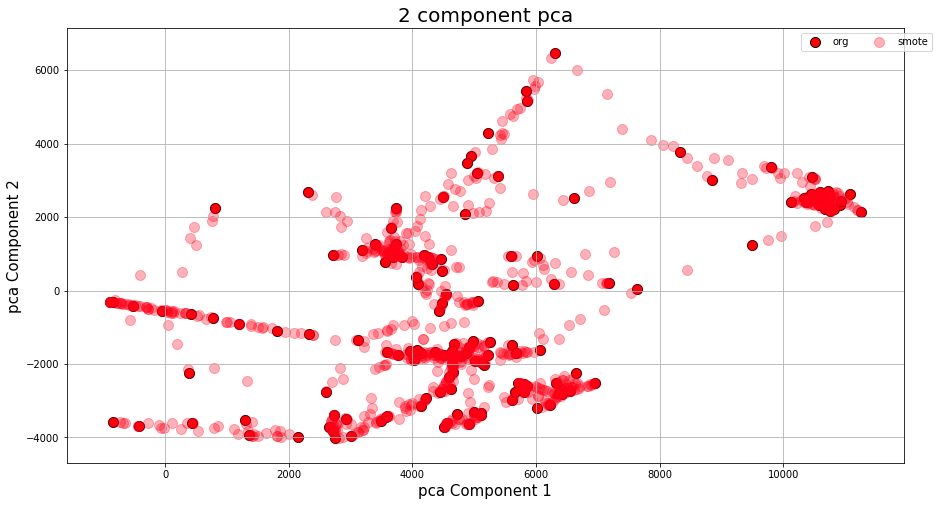 2 component pca
org smote
pca Component 2
6000
4000
2000
0
−2000
−4000
0 2000 4000 6000 8000 10000
pca Component 1